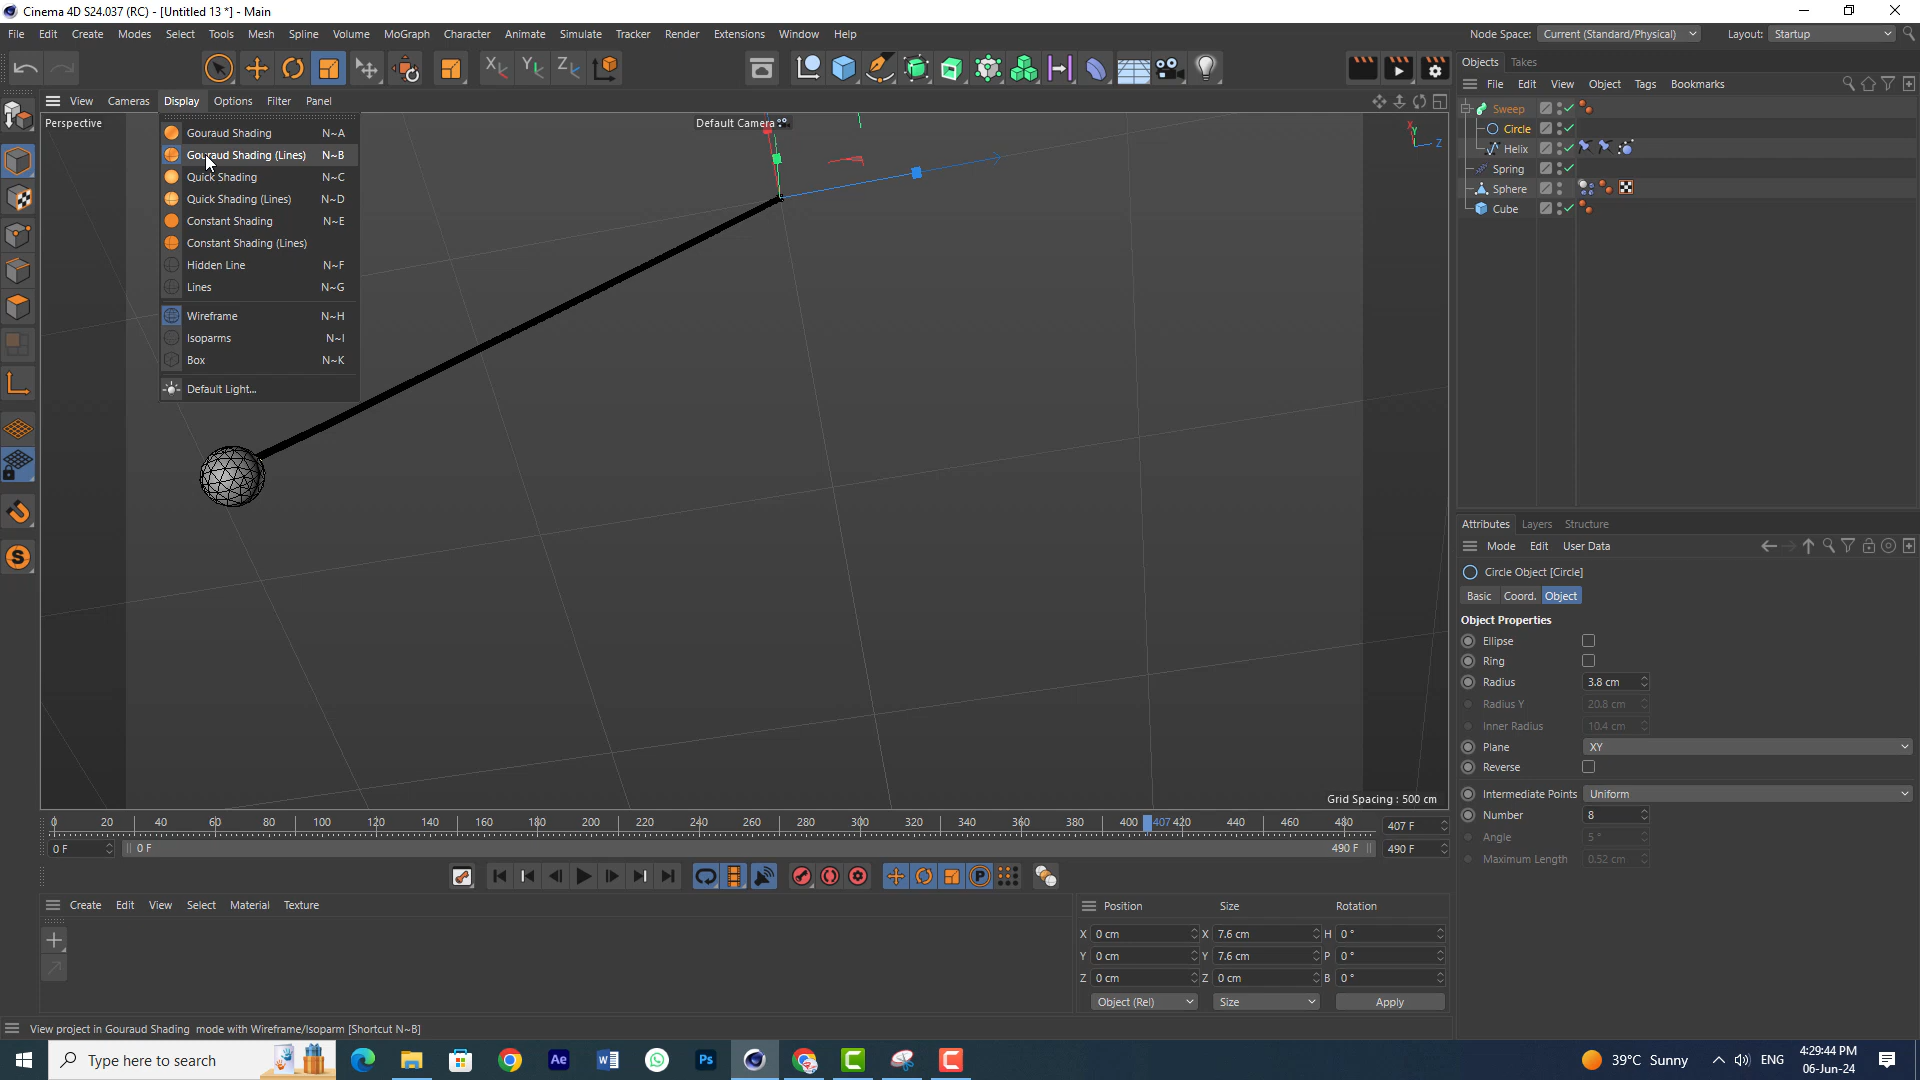 Cinema 4D S24.037 (RC) - [Untitled 13 *] - Main
File Edit Create Modes Select Tools Mesh Spline Volume MoGraph Character Animate Simulate Tracker Render Extensions Window Help Node Space: Current (Standard/Physical) Layout: Startup
Objects Takes
File Edit View Object Tags Bookmarks
View Cameras Display Options Filter Panel
Perspective
Default Camera
Gouraud Shading N~A
Gouraud Shading (Lines) N~B
Quick Shading N~C
Quick Shading (Lines) N~D
Constant Shading N~E
Constant Shading (Lines)
Hidden Line N~F
Lines N~G
Wireframe N~H
Isoparms N~I
Box N~K
Default Light...
Y
Z
Sweep
Circle
Helix
Spring
Sphere
Cube
Attributes Layers Structure
Mode Edit User Data
Circle Object [Circle]
Basic Coord. Object
Object Properties
Ellipse
Ring
Radius 3.8 cm
Radius Y 20.8 cm
Inner Radius 10.4 cm
Plane XY
Reverse
Intermediate Points Uniform
Number 8
Angle 5 °
Maximum Length 0.52 cm
Grid Spacing : 500 cm
0 20 40 60 80 100 120 140 160 180 200 220 240 260 280 300 320 340 360 380 400 407 420 440 460 480 407 F
0 F 0 F 490 F 490 F
Create Edit View Select Material Texture
Position Size Rotation
X 0 cm X 7.6 cm H 0 °
Y 0 cm Y 7.6 cm P 0 °
Z 0 cm Z 0 cm B 0 °
Object (Rel) Size Apply
View project in Gouraud Shading mode with Wireframe/Isoparm [Shortcut N~B]
Type here to search
39°C Sunny ENG
4:29:44 PM
06-Jun-24